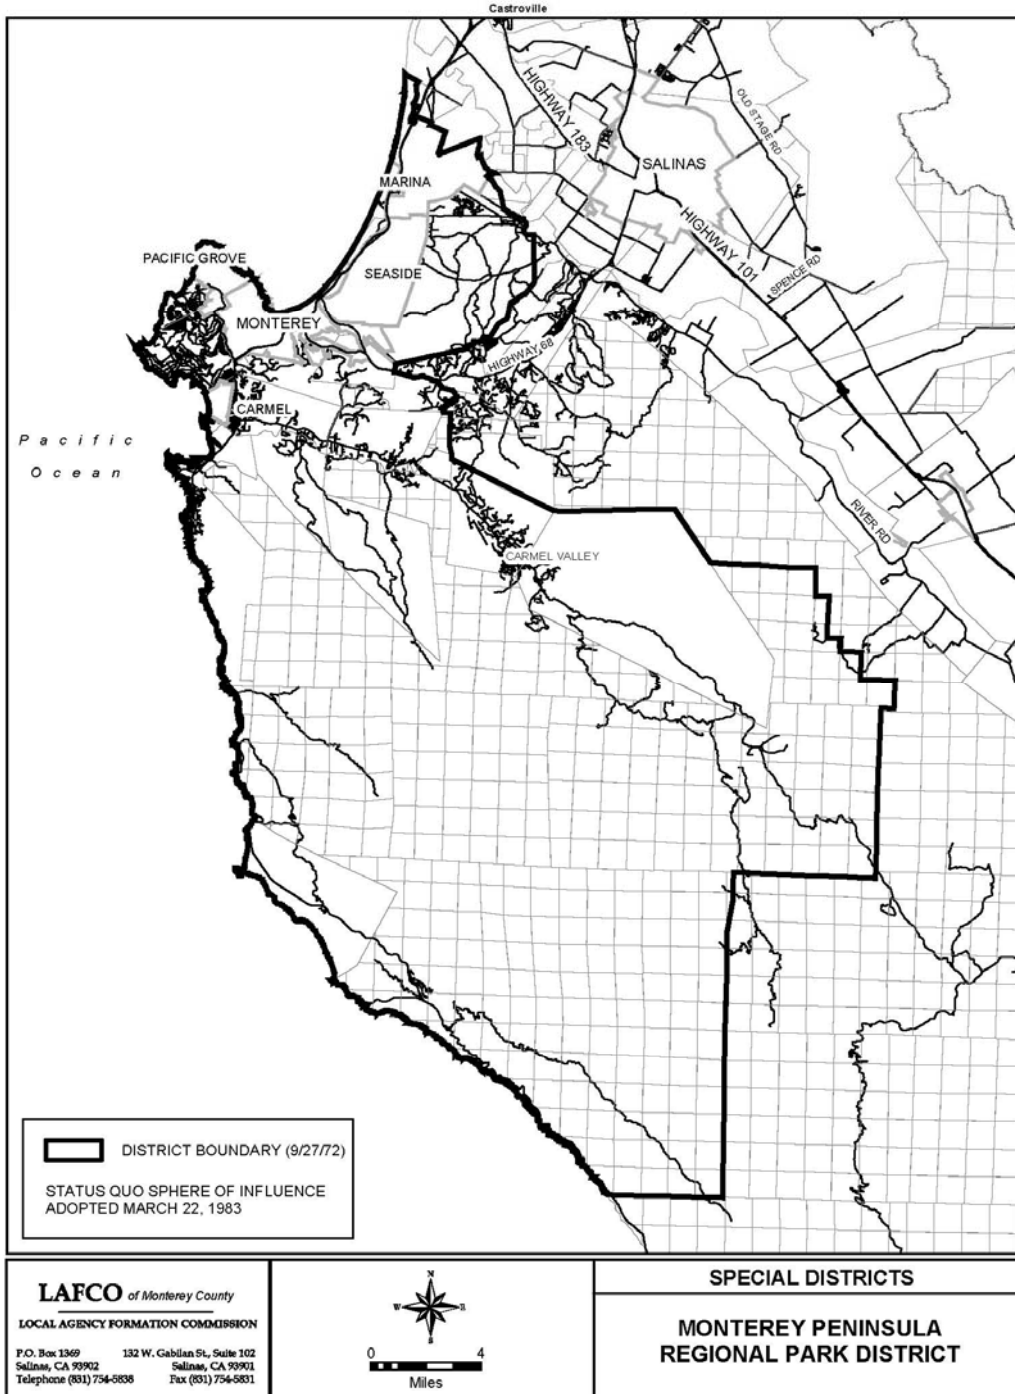 Castroville
HIGHWAY 183
OLD STAGE RD
SALINAS
MARINA
HIGHWAY 101
PACIFIC GROVE
SEASIDE
SPENCE RD
MONTEREY
HIGHWAY 68
CARMEL
Pacific
Ocean
RIVER RD
CARMEL VALLEY
DISTRICT BOUNDARY (9/27/72)
STATUS QUO SPHERE OF INFLUENCE
ADOPTED MARCH 22, 1983
LAFCO of Monterey County
LOCAL AGENCY FORMATION COMMISSION
P.O. Box 1369 132 W. Gabilan St., Suite 102
Salinas, CA 93902 Salinas, CA 93901
Telephone (831) 754-5838 Fax (831) 754-5831
N
W E
S
0 4
Miles
SPECIAL DISTRICTS
MONTEREY PENINSULA
REGIONAL PARK DISTRICT